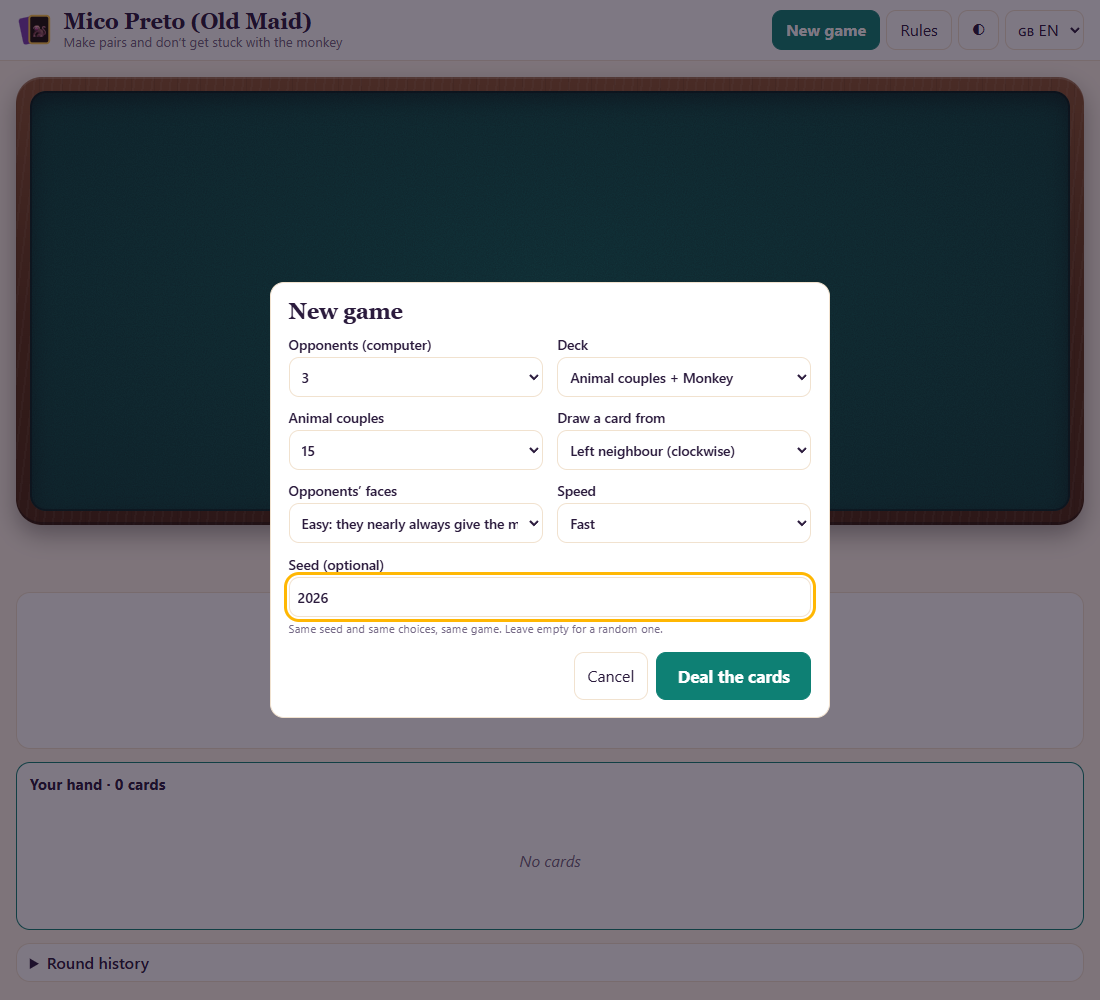 Mico Preto (Old Maid)
Make pairs and don't get stuck with the monkey
New game
Rules
GB EN
New game
Opponents (computer)
Deck
3
Animal couples + Monkey
Animal couples
Draw a card from
15
Left neighbour (clockwise)
Opponents' faces
Speed
Easy: they nearly always give the m
Fast
Seed (optional)
2026
Same seed and same choices, same game. Leave empty for a random one.
Cancel
Deal the cards
Your hand · 0 cards
No cards
Round history